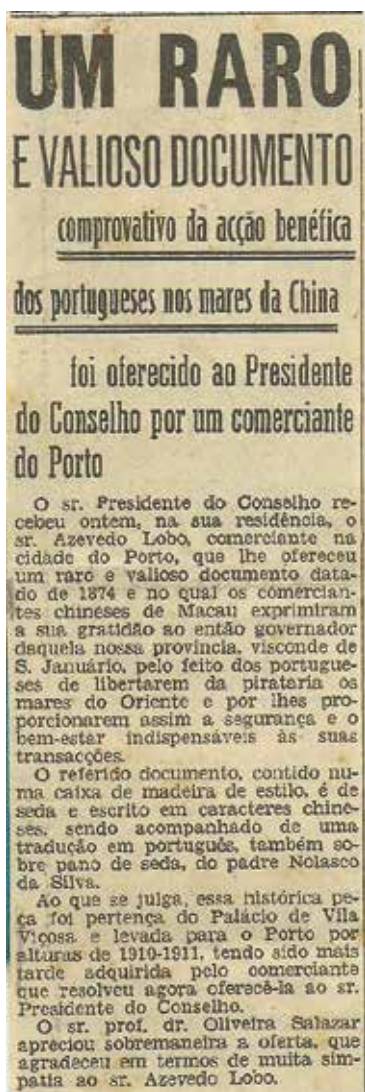 UM RARO
E VALIOSO DOCUMENTO
comprovativo da acção benéfica
dos portugueses nos mares da China
foi oferecido ao Presidente
do Conselho por um comerciante
do Porto
O sr. Presidente do Conselho re-
cebeu ontem, na sua residência, o
sr. Azevedo Lobo, comerciante na
cidade do Porto, que lhe ofereceu
um raro e valioso documento data-
do de 1874 e no qual os comercian-
tes chineses de Macau exprimiram
a sua gratidão ao então governador
daquela nossa província, visconde de
S. Januário, pelo feito dos portugue-
ses de libertarem da pirataria os
mares do Oriente e por lhes pro-
porcionarem assim a segurança e o
bem-estar indispensáveis às suas
transacções.
O referido documento, contido nu-
ma caixa de madeira de estilo, é de
seda e escrito em caracteres chine-
ses, sendo acompanhado de uma
tradução em português, também so-
bre pano de seda, do padre Nolasco
da Silva.
Ao que se julga, essa histórica pe-
ça foi pertença do Palácio de Vila
Viçosa e levada para o Porto por
alturas de 1910-1911, tendo sido mais
tarde adquirida pelo comerciante
que resolveu agora oferecê-la ao sr.
Presidente do Conselho.
O sr. prof. dr. Oliveira Salazar
apreciou sobremaneira a oferta, que
agradeceu em termos de muita sim-
patia ao sr. Azevedo Lobo.